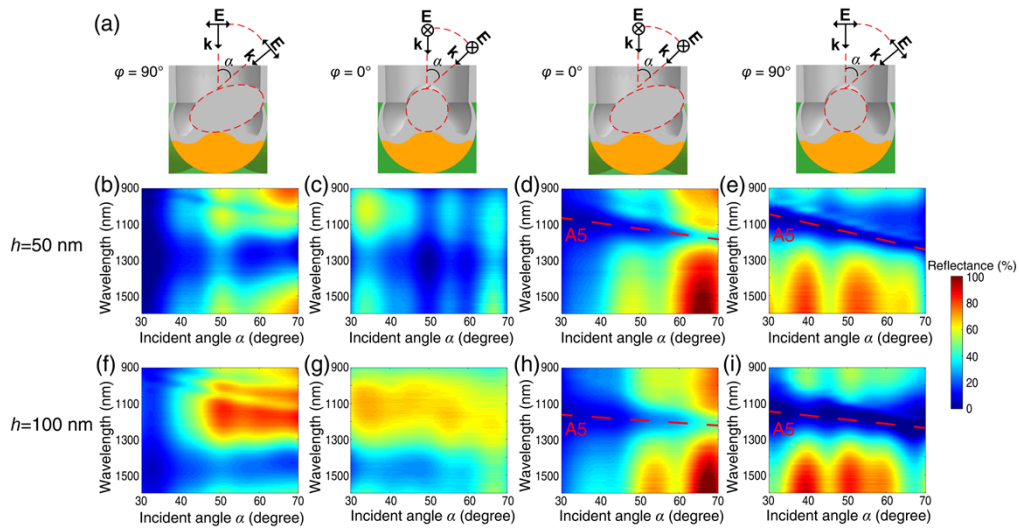 (a)
E E E E
k k k k k k k k
α α α α
φ = 90° φ = 0° φ = 0° φ = 90°
(b) (c) (d) (e)
h=50 nm
Wavelength (nm) Wavelength (nm) Wavelength (nm) Wavelength (nm)
900 900 900 900
1100 1100 1100 1100
A5 A5
1300 1300 1300 1300
1500 1500 1500 1500
30 40 50 60 70 30 40 50 60 70 30 40 50 60 70 30 40 50 60 70
Incident angle α (degree) Incident angle α (degree) Incident angle α (degree) Incident angle α (degree)
Reflectance (%)
100
80
60
40
20
0
(f) (g) (h) (i)
h=100 nm
Wavelength (nm) Wavelength (nm) Wavelength (nm) Wavelength (nm)
900 900 900 900
1100 1100 1100 1100
A5 A5
1300 1300 1300 1300
1500 1500 1500 1500
30 40 50 60 70 30 40 50 60 70 30 40 50 60 70 30 40 50 60 70
Incident angle α (degree) Incident angle α (degree) Incident angle α (degree) Incident angle α (degree)